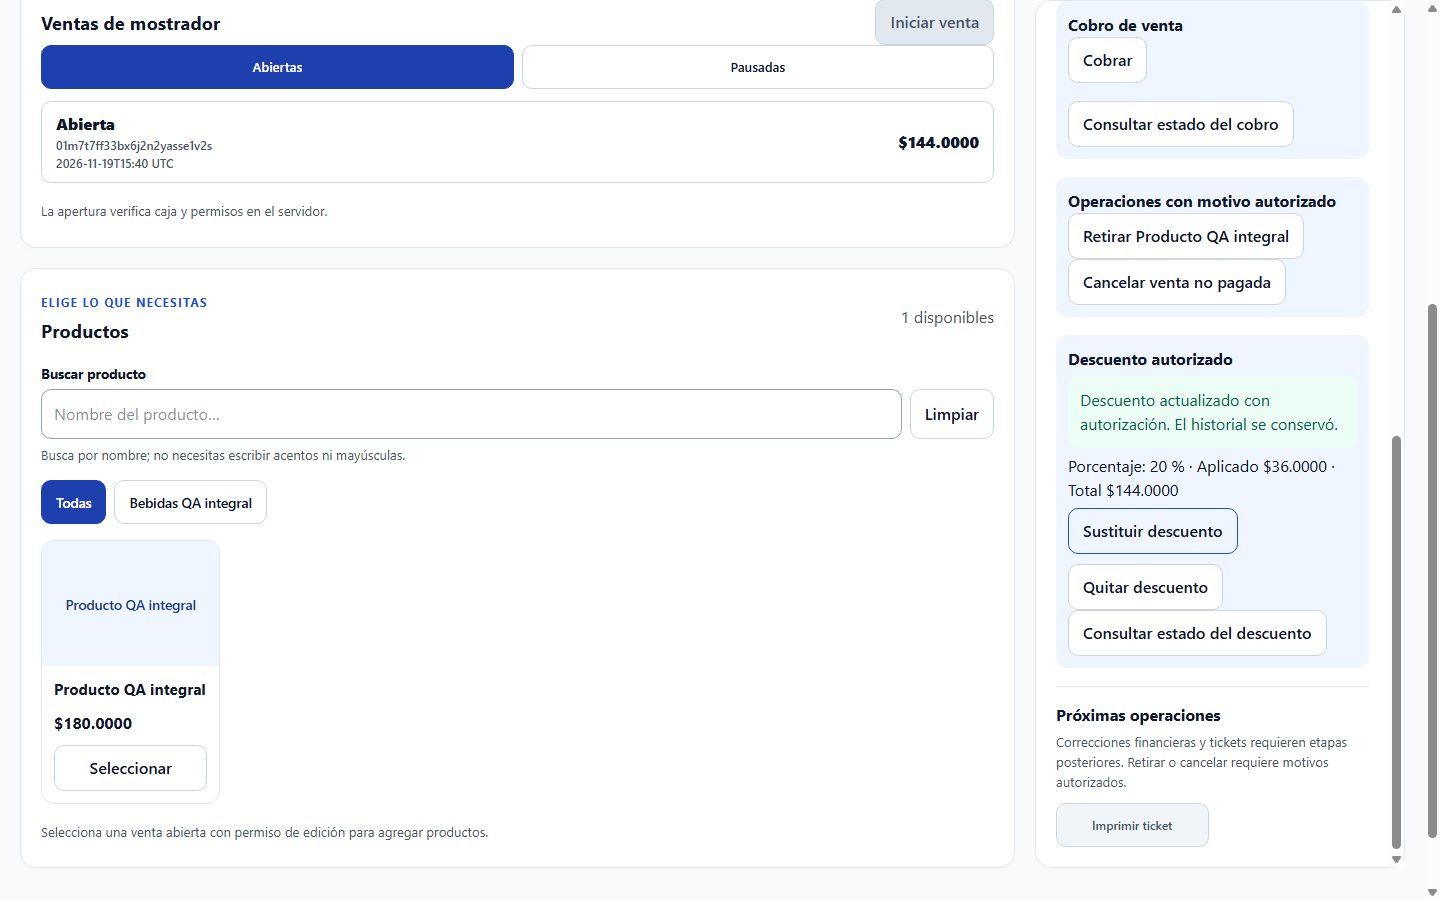 Ventas de mostrador
Iniciar venta
Abiertas
Pausadas
Abierta
01m7t7ff33bx6j2n2yasse1v2s
2026-11-19T15:40 UTC
$144.0000
La apertura verifica caja y permisos en el servidor.
ELIGE LO QUE NECESITAS
Productos
1 disponibles
Buscar producto
Nombre del producto...
Limpiar
Busca por nombre; no necesitas escribir acentos ni mayúsculas.
Todas
Bebidas QA integral
Producto QA integral
Producto QA integral
$180.0000
Seleccionar
Selecciona una venta abierta con permiso de edición para agregar productos.
Cobro de venta
Cobrar
Consultar estado del cobro
Operaciones con motivo autorizado
Retirar Producto QA integral
Cancelar venta no pagada
Descuento autorizado
Descuento actualizado con
autorización. El historial se conservó.
Porcentaje: 20 % · Aplicado $36.0000 ·
Total $144.0000
Sustituir descuento
Quitar descuento
Consultar estado del descuento
Próximas operaciones
Correcciones financieras y tickets requieren etapas
posteriores. Retirar o cancelar requiere motivos
autorizados.
Imprimir ticket